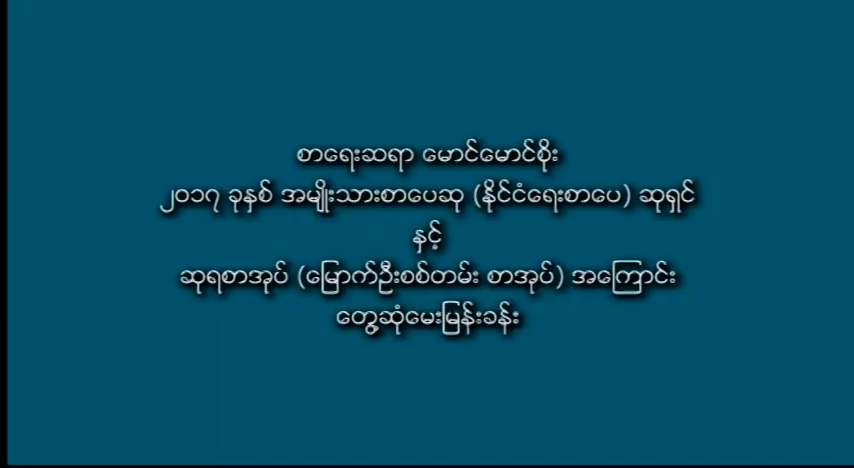 စာရေးဆရာ မောင်မောင်စိုး
၂၀၁၇ ခုနှစ် အမျိုးသားစာပေဆု (နိုင်ငံရေးစာပေ) ဆုရှင်
နှင့်
ဆုရစာအုပ် (မြောက်ဦးစစ်တမ်း စာအုပ်) အကြောင်း
တွေ့ဆုံမေးမြန်းခန်း